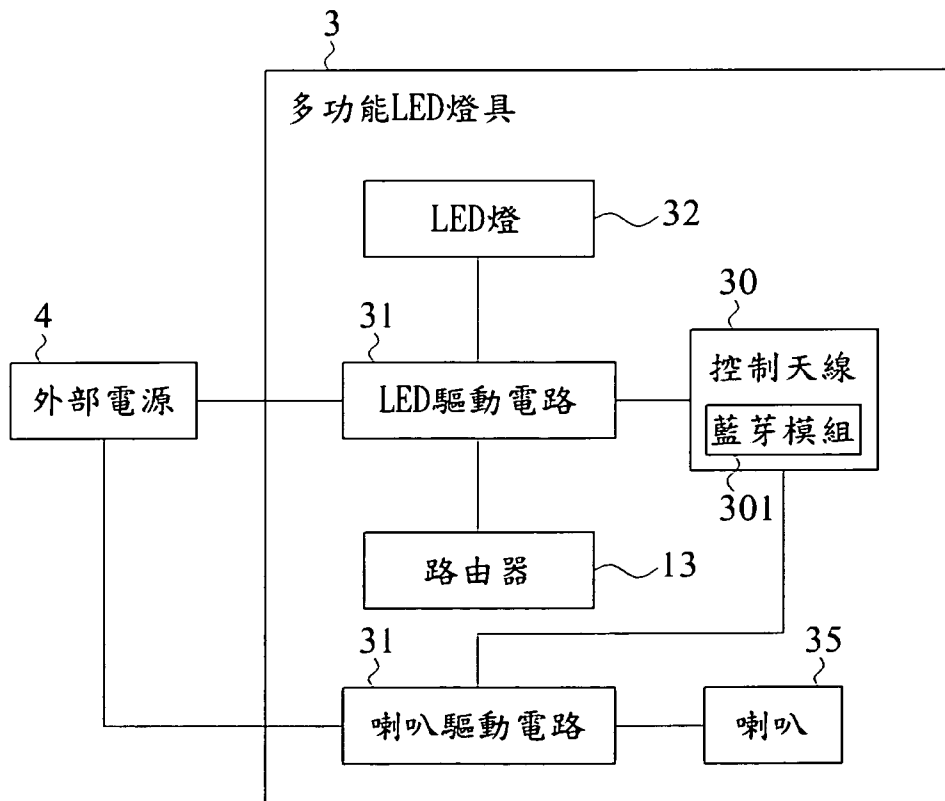 3
多功能LED燈具
LED燈
32
4
外部電源
31
LED驅動電路
30
控制天線
藍芽模組
301
路由器
13
31
喇叭驅動電路
35
喇叭